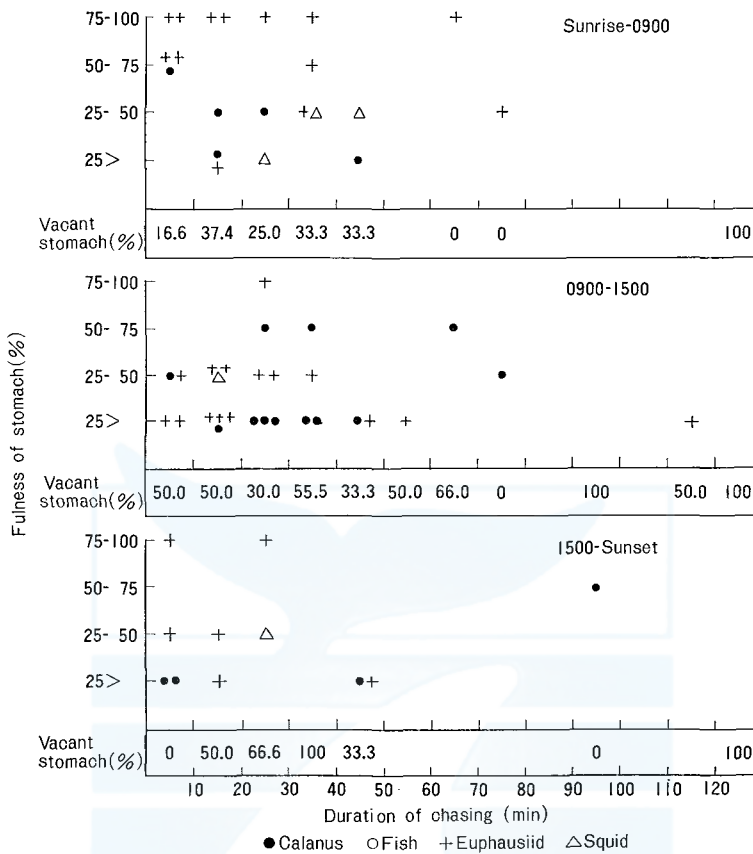 75-100
Sunrise-0900
50- 75
25- 50
25>
Vacant stomach(%) 16.6 37.4 25.0 33.3 33.3 0 0 100
75-100
0900-1500
50- 75
25- 50
25>
Vacant stomach(%) 50.0 50.0 30.0 55.5 33.3 50.0 66.0 0 100 50.0 100
Fulness of stomach(%)
75-100
1500-Sunset
50- 75
25- 50
25>
Vacant stomach(%) 0 50.0 66.6 100 33.3 0 100
10 20 30 40 50 60 70 80 90 100 110 120
Duration of chasing (min)
● Calanus ○Fish +Euphausiid △Squid